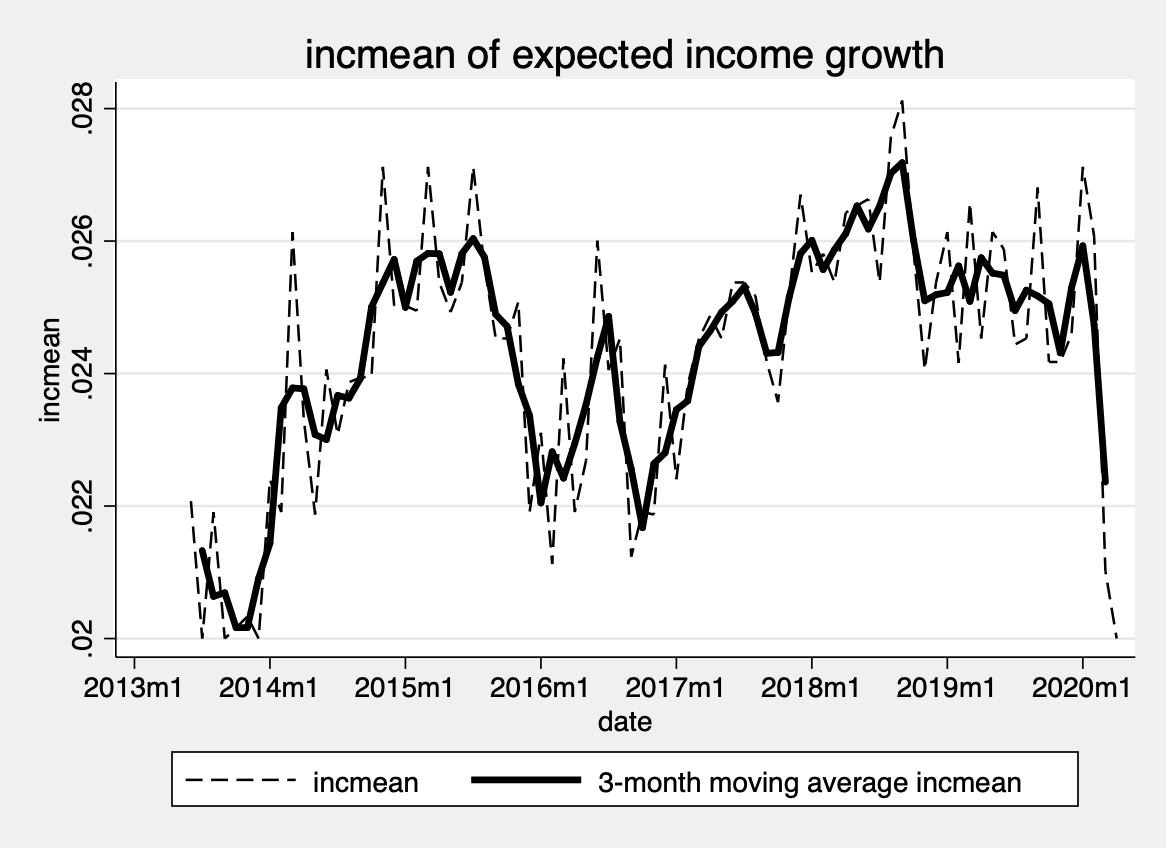 incmean of expected income growth
.028
.026
.024
.022
.02
incmean
2013m1 2014m1 2015m1 2016m1 2017m1 2018m1 2019m1 2020m1
date
incmean 3-month moving average incmean